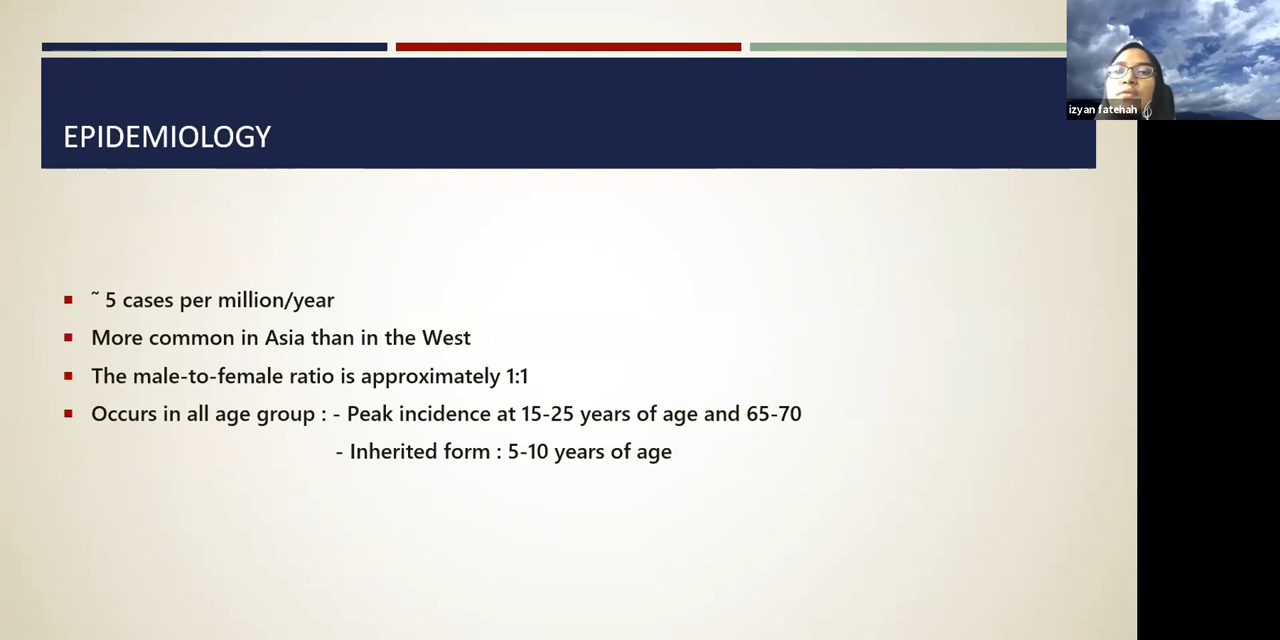 EPIDEMIOLOGY
izyan fatehah
˜ 5 cases per million/year
More common in Asia than in the West
The male-to-female ratio is approximately 1:1
Occurs in all age group : - Peak incidence at 15-25 years of age and 65-70
- Inherited form : 5-10 years of age